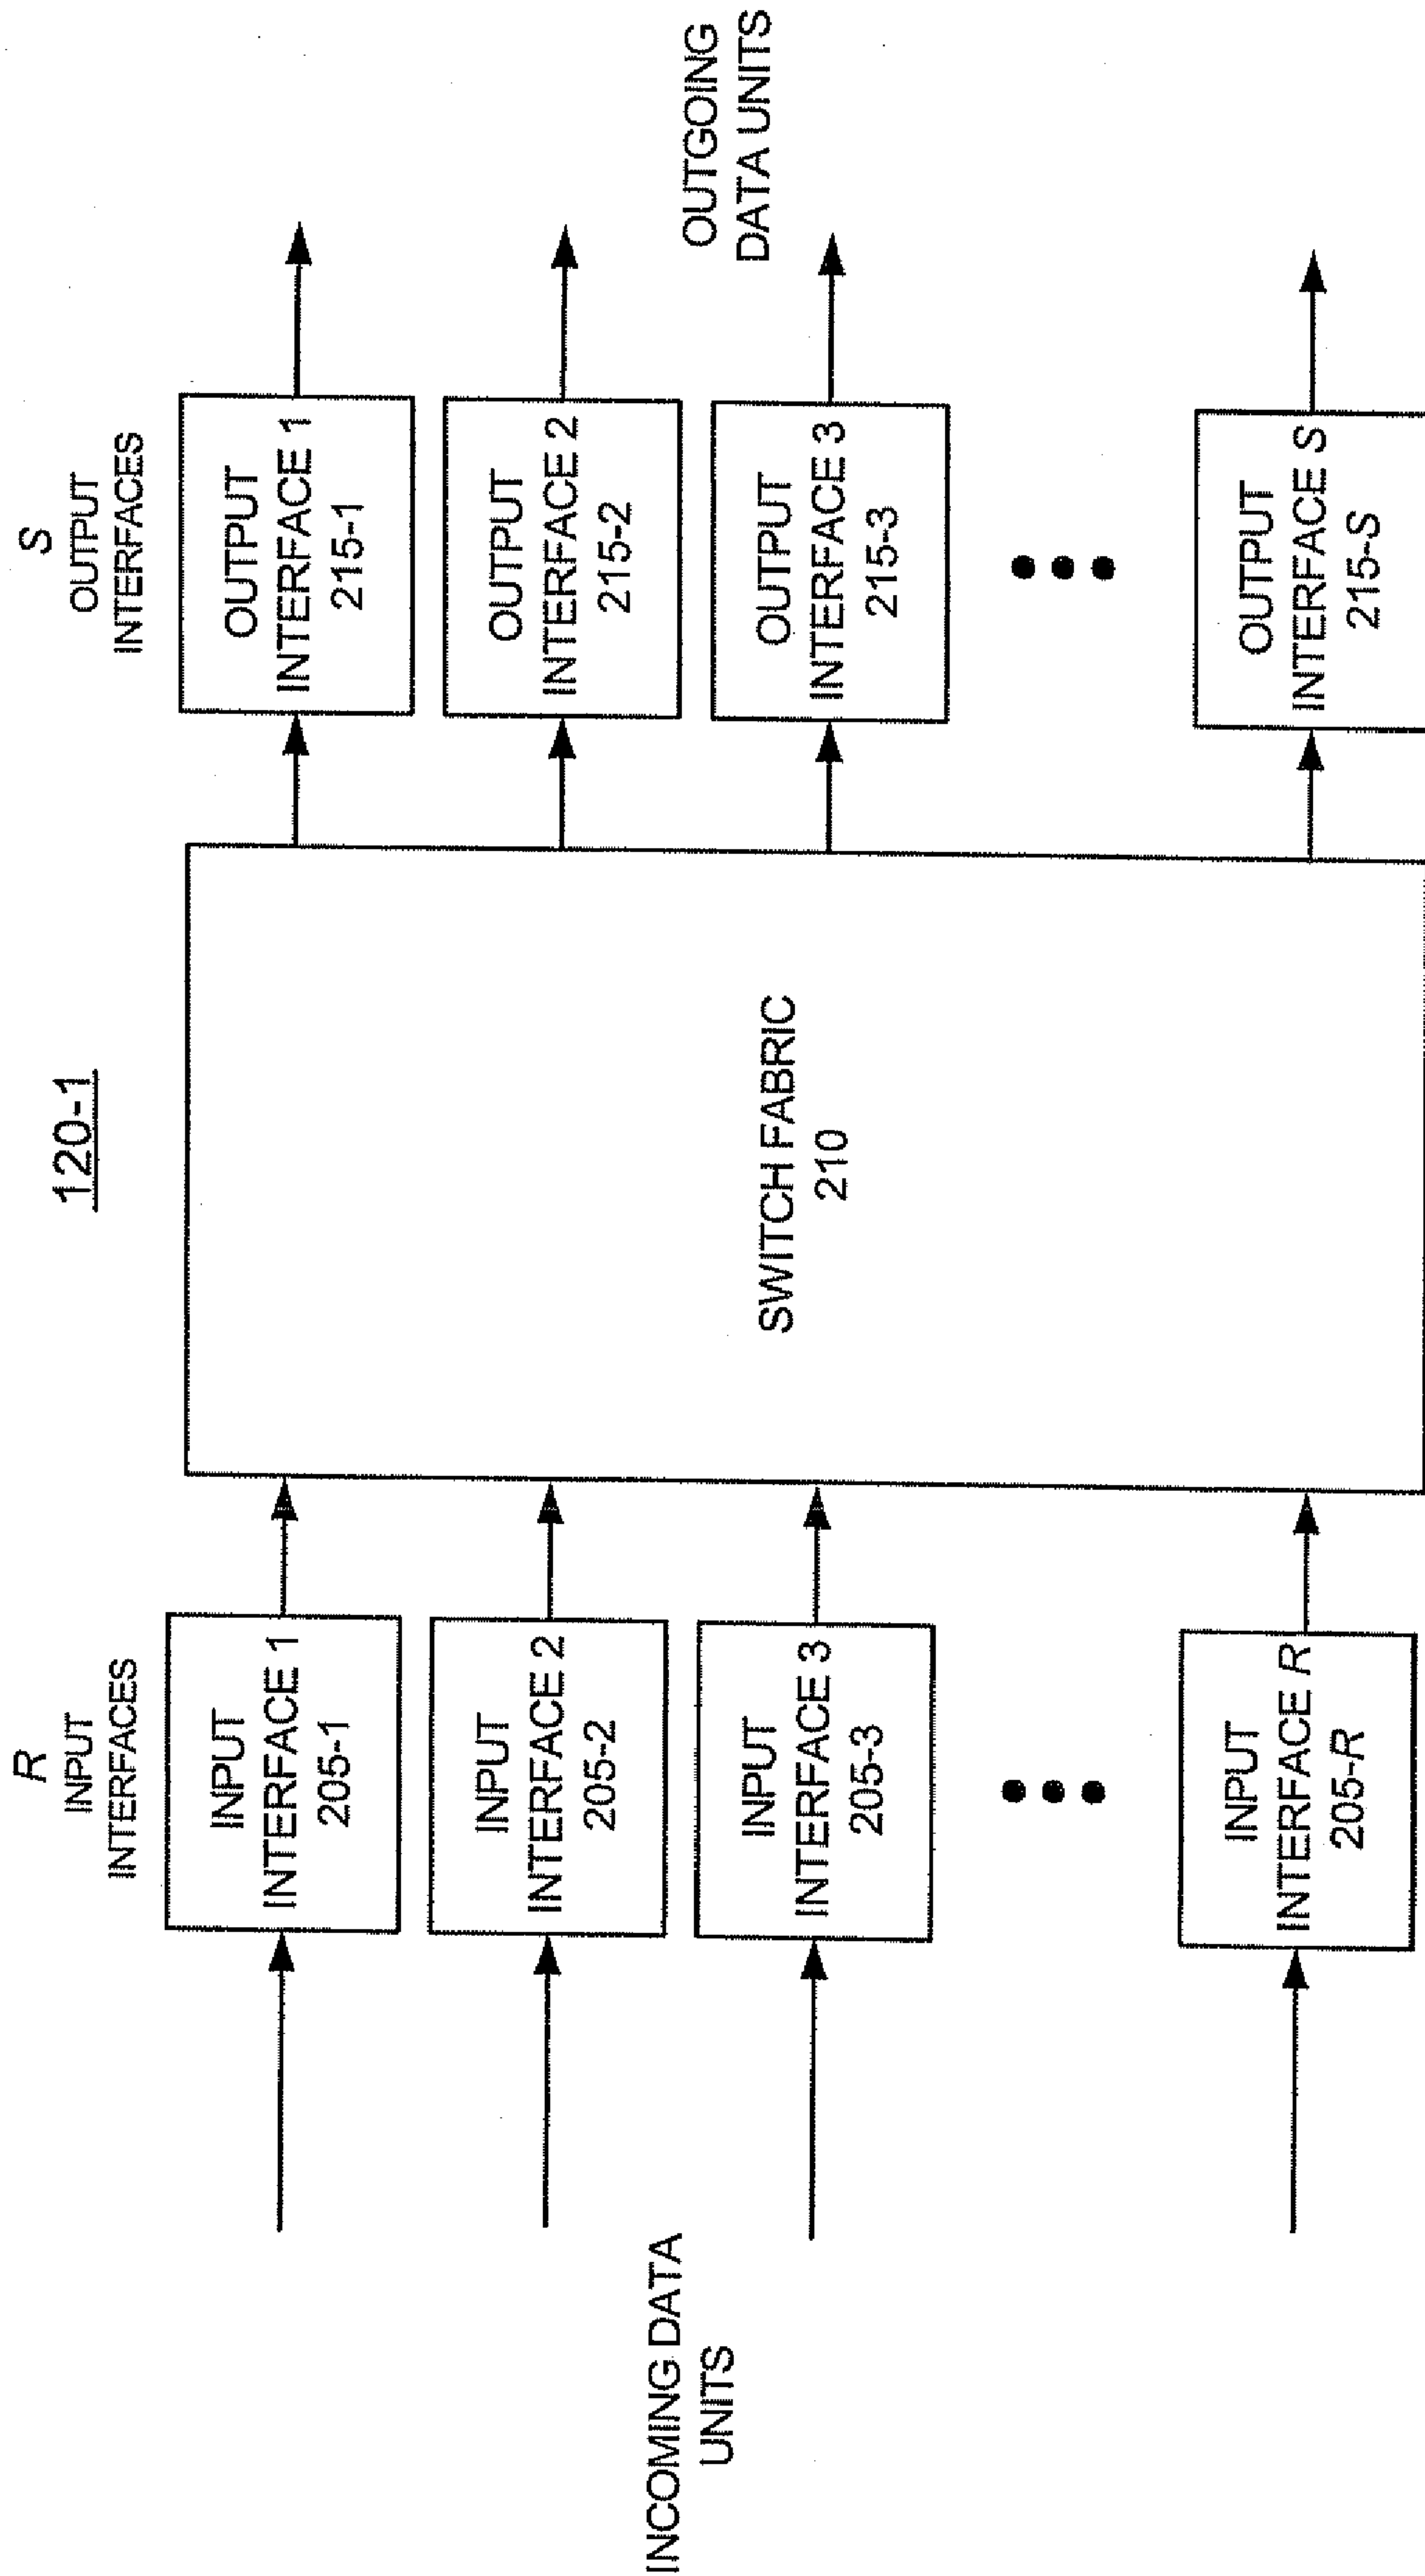 120-1
R
INPUT
INTERFACES
S
OUTPUT
INTERFACES
INCOMING DATA
UNITS
INPUT
INTERFACE 1
205-1
INPUT
INTERFACE 2
205-2
INPUT
INTERFACE 3
205-3
INPUT
INTERFACE R
205-R
SWITCH FABRIC
210
OUTPUT
INTERFACE 1
215-1
OUTPUT
INTERFACE 2
215-2
OUTPUT
INTERFACE 3
215-3
OUTPUT
INTERFACE S
215-S
OUTGOING
DATA UNITS